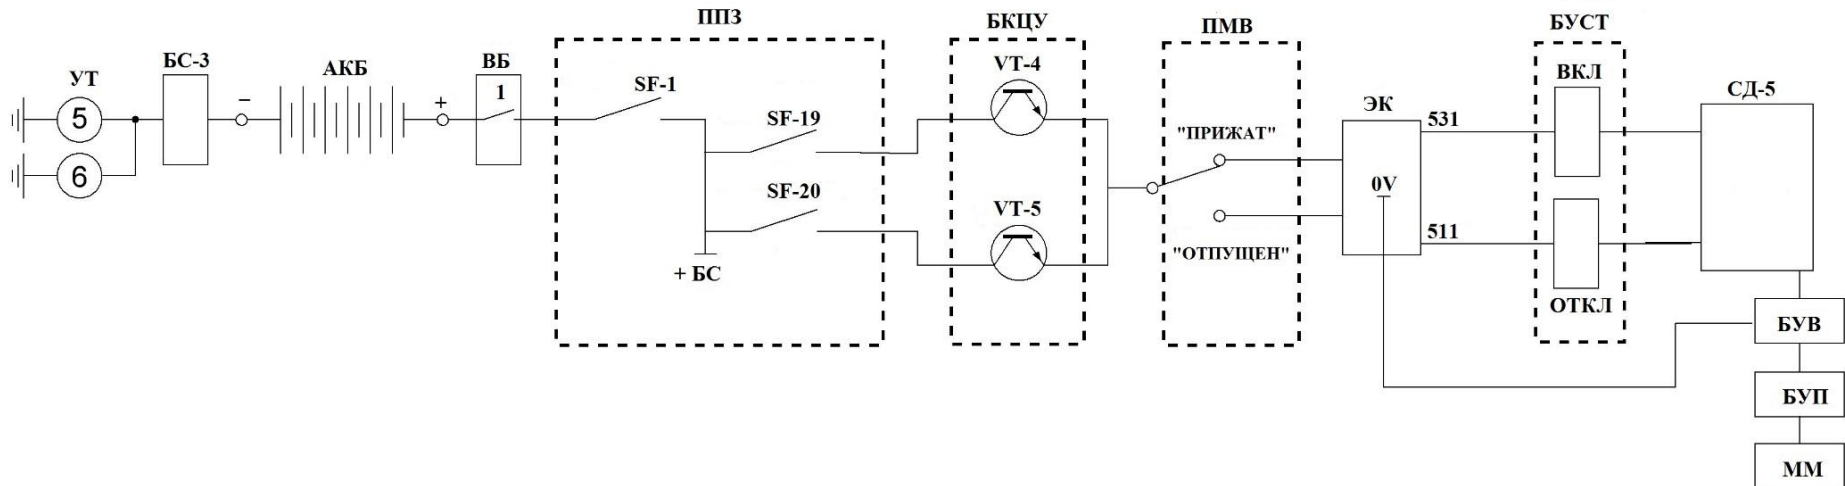 ППЗ
БКЦУ
ПМВ
БУСТ
УТ
БС-3
АКБ
ВБ
SF-1
VT-4
ВКЛ
СД-5
5
−
+
1
SF-19
"ПРИЖАТ"
ЭК
531
6
SF-20
VT-5
0V
+ БС
"ОТПУЩЕН"
511
ОТКЛ
БУВ
БУП
ММ